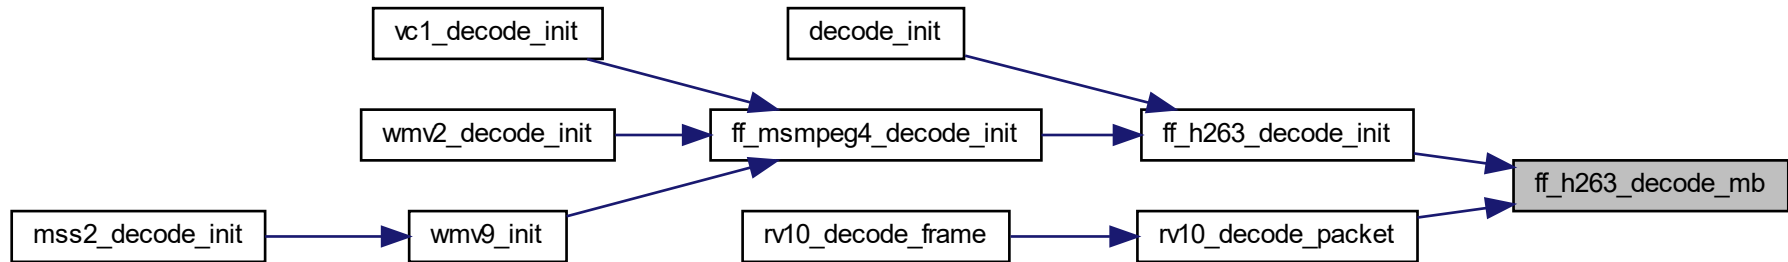 vc1_decode_init
decode_init
wmv2_decode_init
ff_msmpeg4_decode_init
ff_h263_decode_init
ff_h263_decode_mb
mss2_decode_init
wmv9_init
rv10_decode_frame
rv10_decode_packet